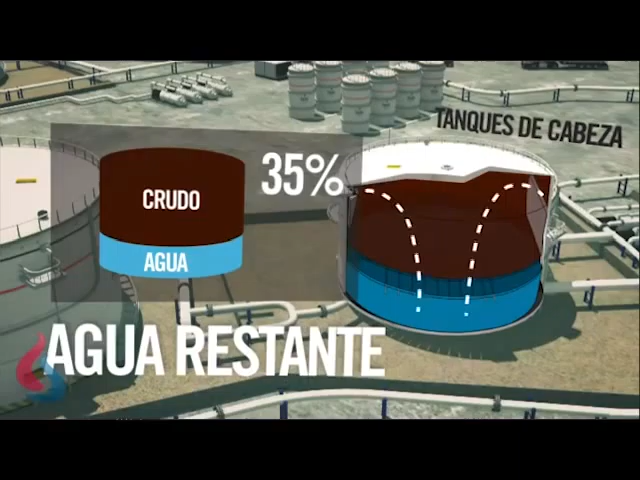 TANQUES DE CABEZA
35%
CRUDO
AGUA
AGUA RESTANTE